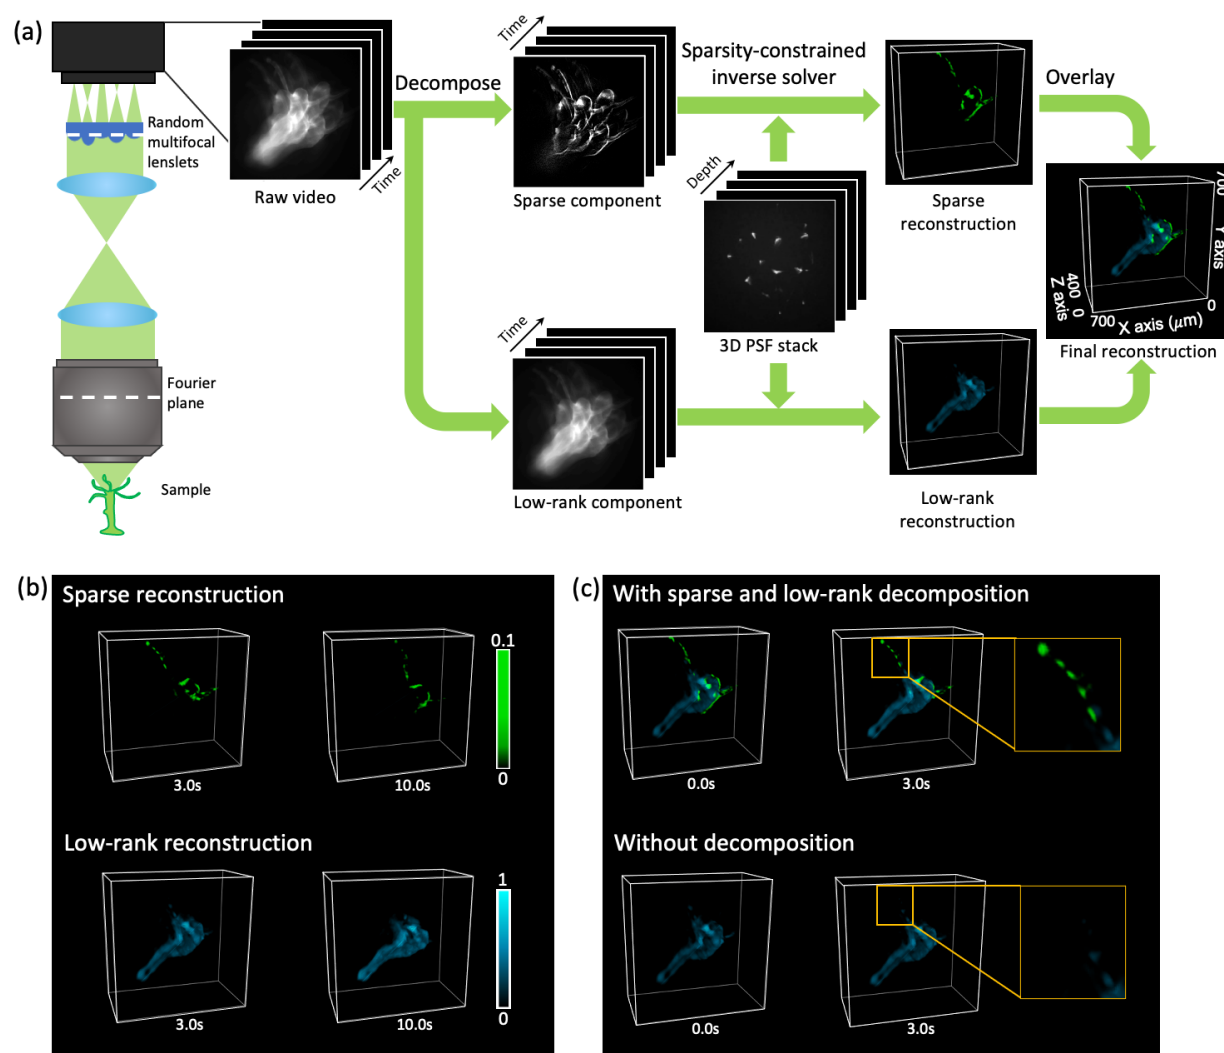 (a)
Random
multifocal
lenslets
Fourier
plane
Sample
Time
Raw video
Decompose
Time
Sparse component
Sparsity-constrained
inverse solver
Depth
3D PSF stack
Time
Low-rank component
Sparse
reconstruction
Low-rank
reconstruction
Overlay
700
Y axis
0
400
0
Z axis
700
X axis (μm)
Final reconstruction
(b)
Sparse reconstruction
3.0s
10.0s
0.1
0
Low-rank reconstruction
3.0s
10.0s
1
0
(c)
With sparse and low-rank decomposition
0.0s
3.0s
Without decomposition
0.0s
3.0s